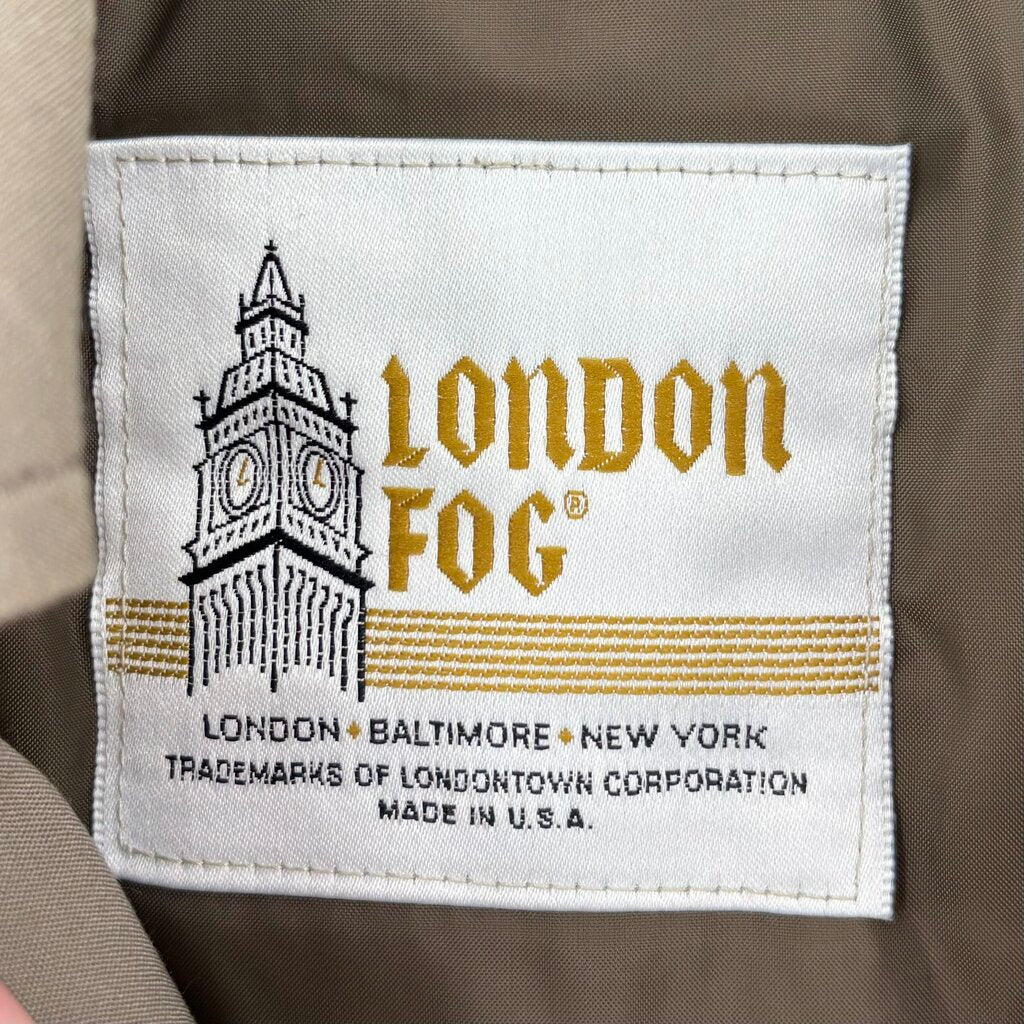 LONDON
FOG®
L L
LONDON • BALTIMORE • NEW YORK
TRADEMARKS OF LONDONTOWN CORPORATION
MADE IN U.S.A.